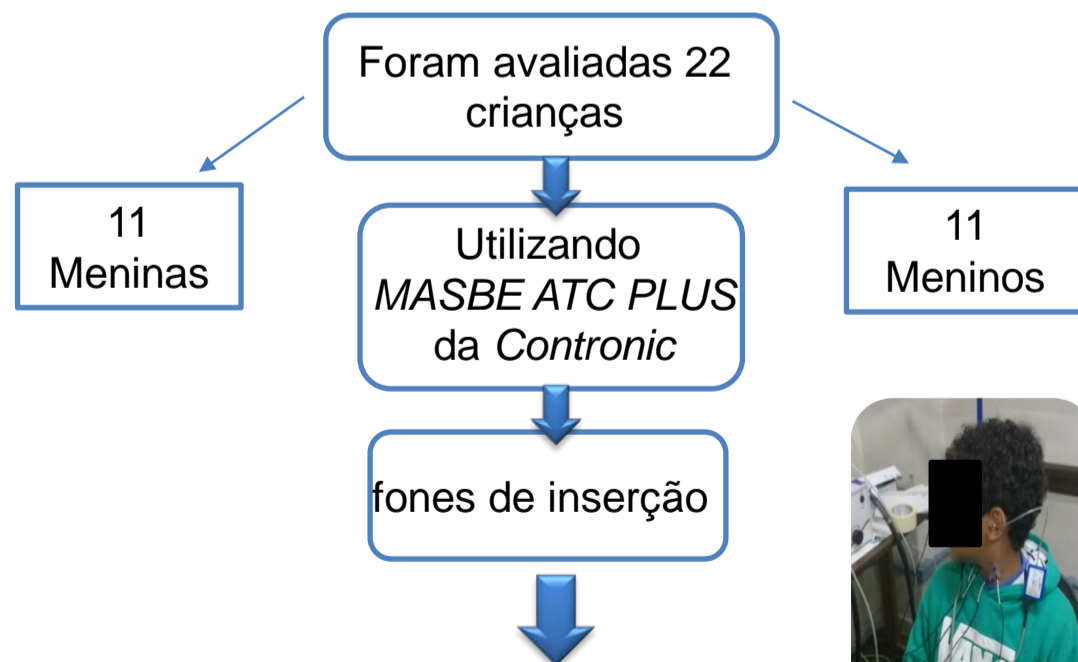 Foram avaliadas 22
crianças
11
Meninas
Utilizando
MASBE ATC PLUS
da Contronic
11
Meninos
fones de inserção